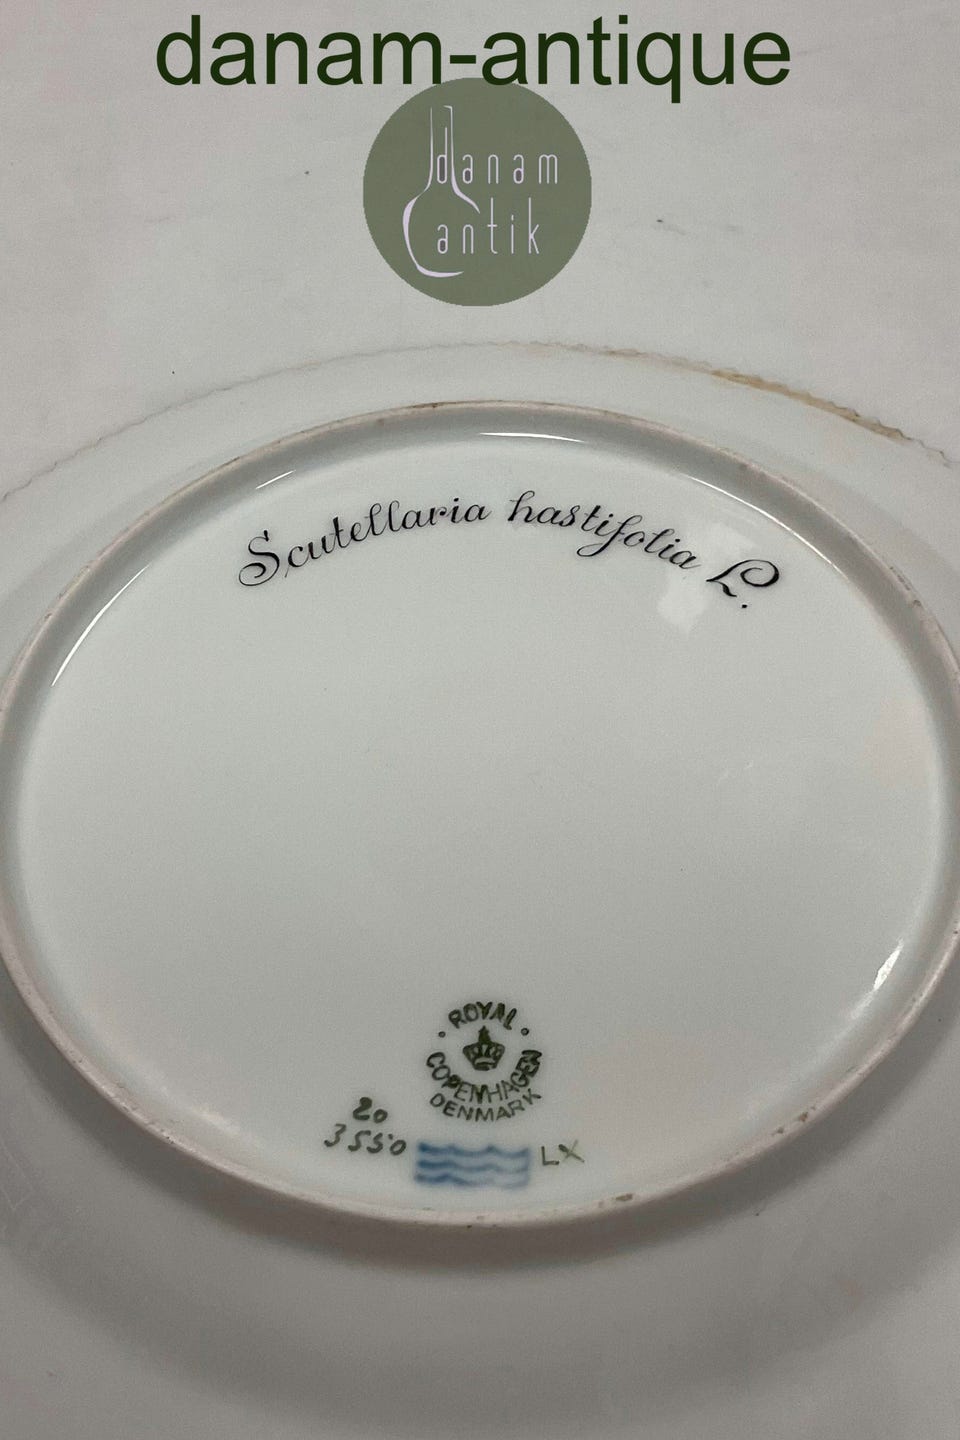 danam-antique
danam
antik
Scutellaria hastifolia L.
ROYAL
COPENHAGEN
DENMARK
20
3550
LX